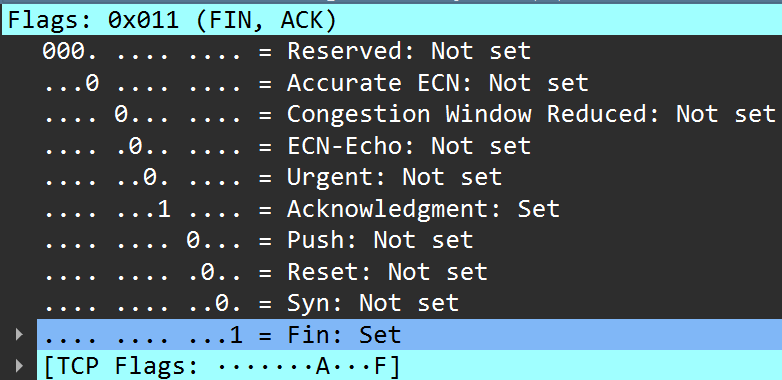 Flags: 0x011 (FIN, ACK)
000. .... .... = Reserved: Not set
...0 .... .... = Accurate ECN: Not set
.... 0... .... = Congestion Window Reduced: Not set
.... .0.. .... = ECN-Echo: Not set
.... ..0. .... = Urgent: Not set
.... ...1 .... = Acknowledgment: Set
.... .... 0... = Push: Not set
.... .... .0.. = Reset: Not set
.... .... ..0. = Syn: Not set
.... .... ...1 = Fin: Set
[TCP Flags: ·······A···F]